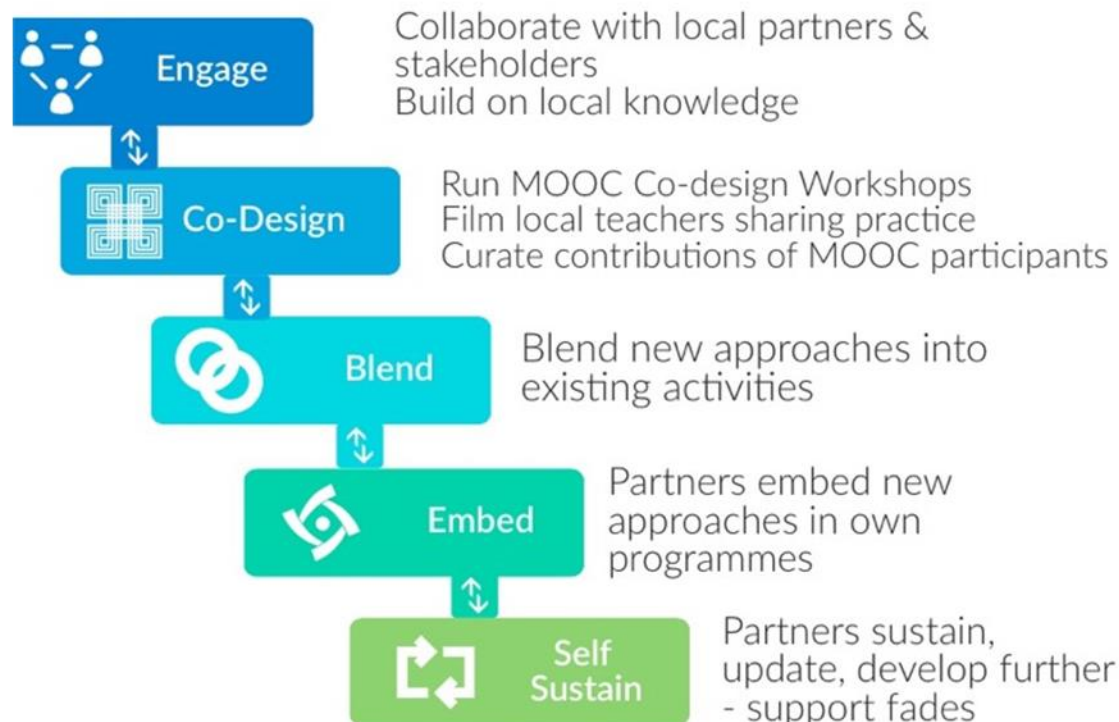 Engage
Collaborate with local partners &
stakeholders
Build on local knowledge
Co-Design
Run MOOC Co-design Workshops
Film local teachers sharing practice
Curate contributions of MOOC participants
Blend
Blend new approaches into
existing activities
Embed
Partners embed new
approaches in own
programmes
Self
Sustain
Partners sustain,
update, develop further
- support fades